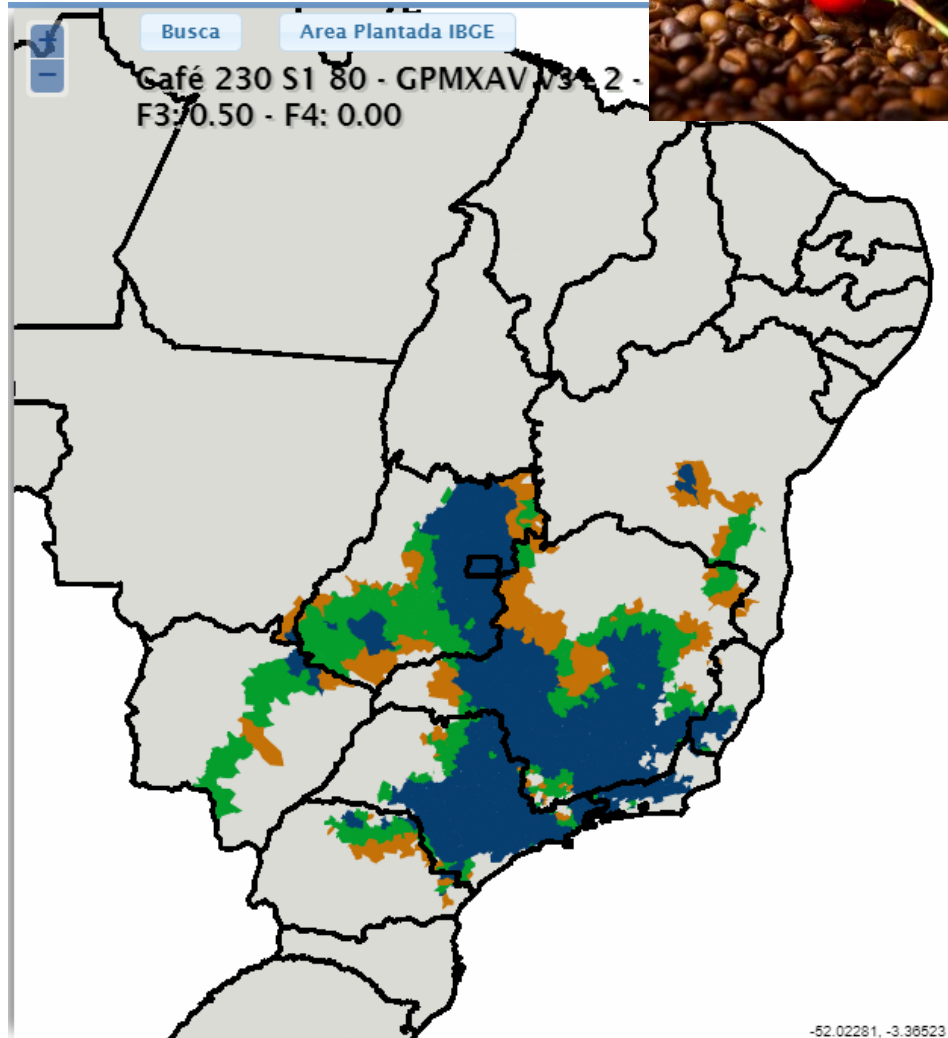 +
Busca
Area Plantada IBGE
−
Café 230 S1 80 - GPMXAV V3 - 2 -
F3: 0.50 - F4: 0.00
-52.02281, -3.36523